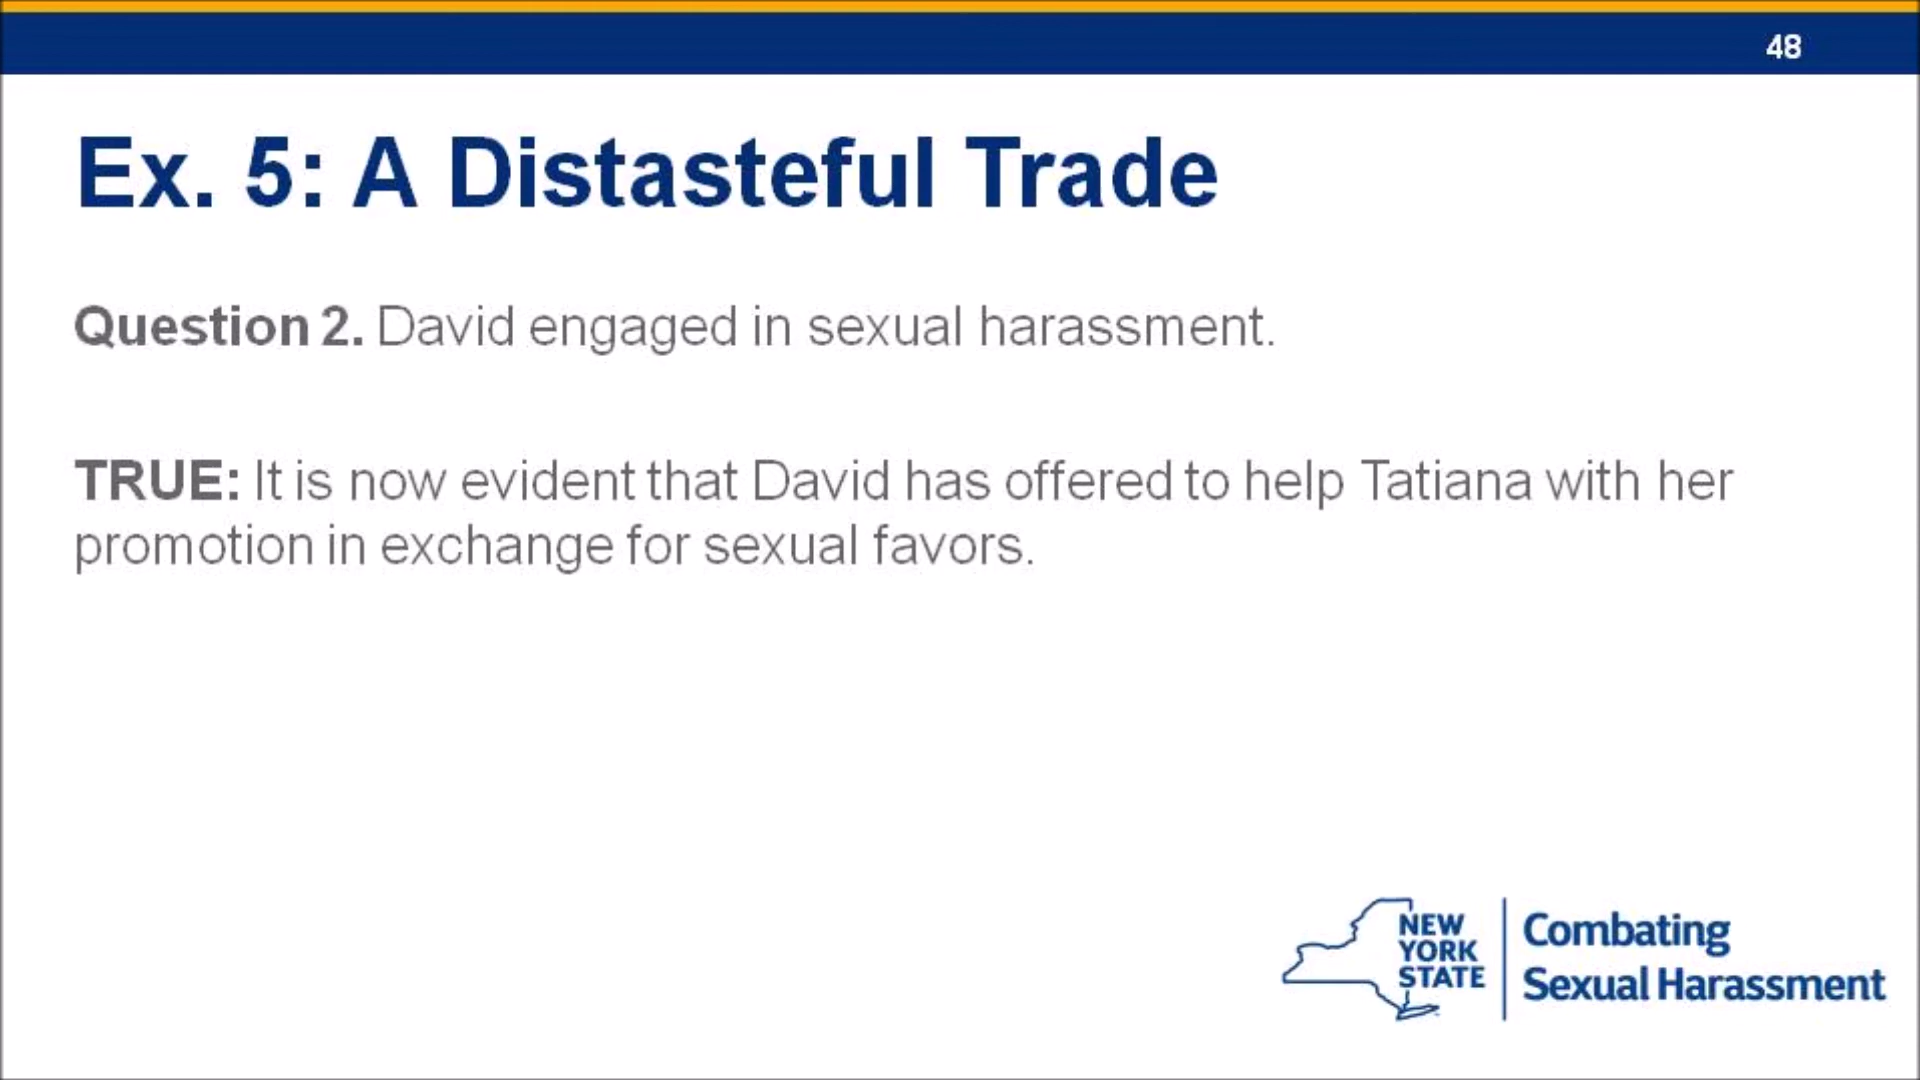 48
Ex. 5: A Distasteful Trade
Question 2. David engaged in sexual harassment.
TRUE: It is now evident that David has offered to help Tatiana with her
promotion in exchange for sexual favors.
NEW
YORK
STATE
Combating
Sexual Harassment